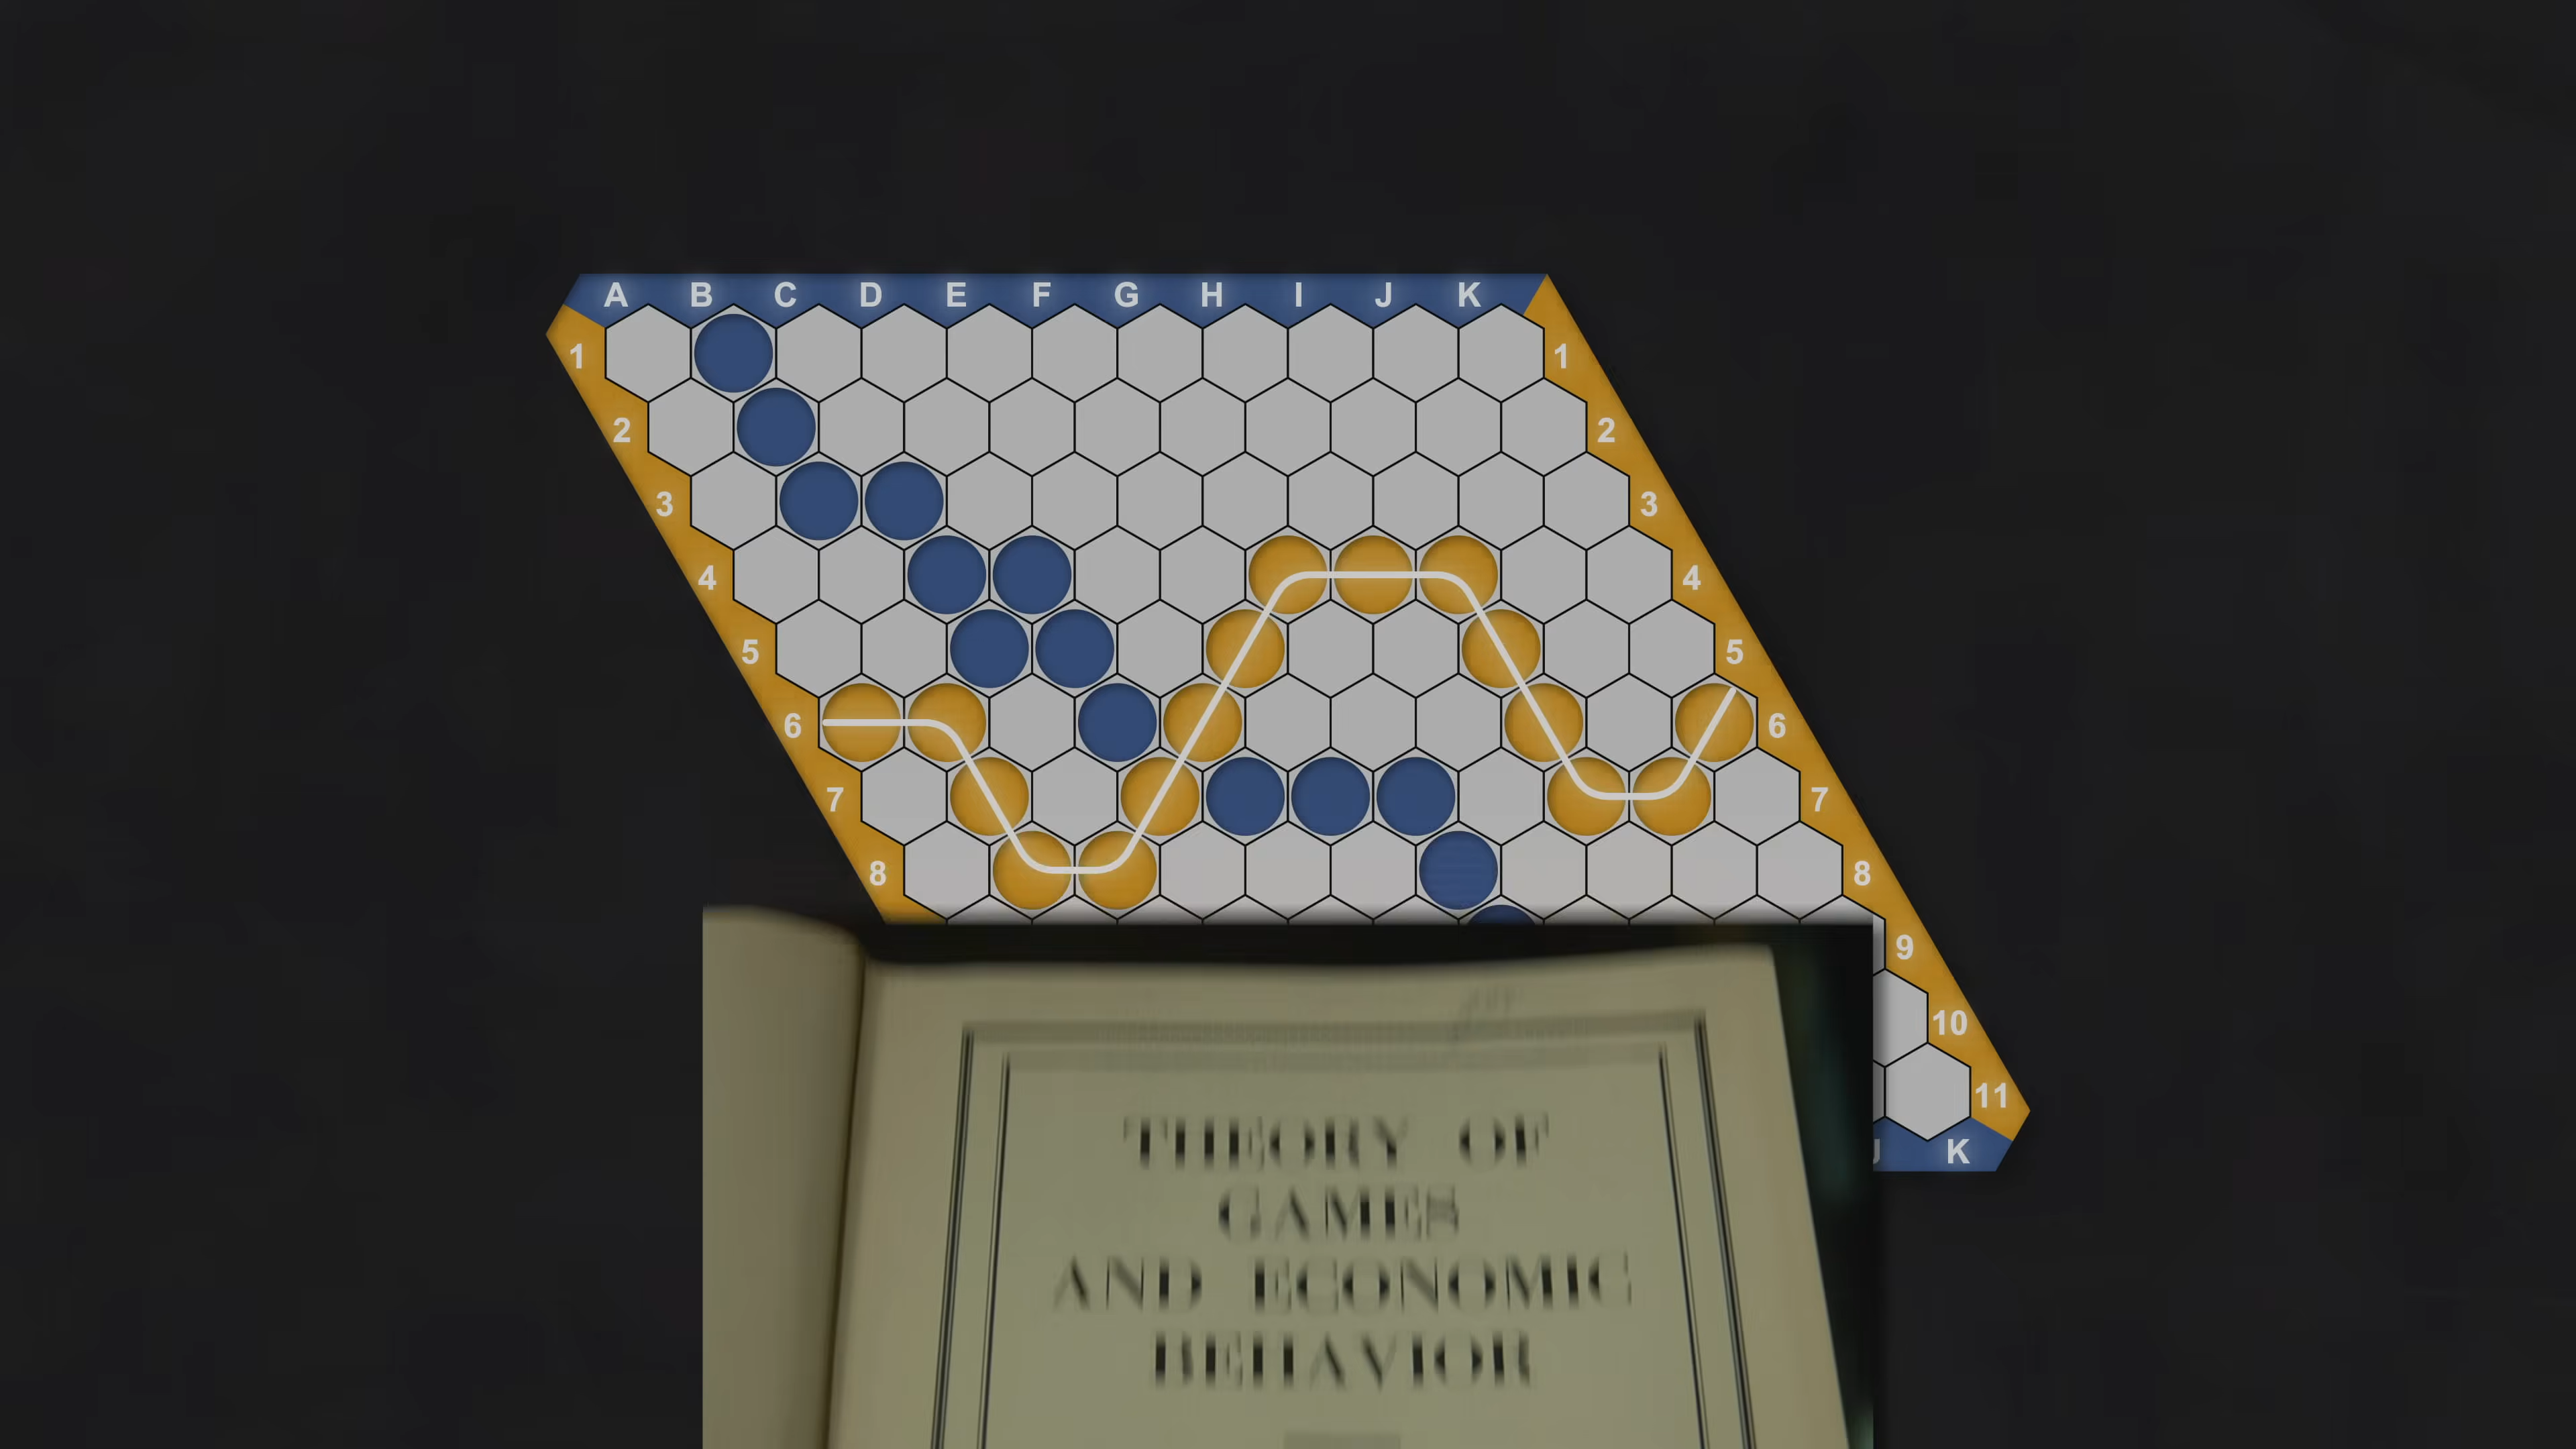 A B C D E F G H I J K
1 1
2 2
3 3
4 4
5 5
6 6
7 7
8 8
9
10
11
J K
THEORY OF
GAMES
AND ECONOMIC
BEHAVIOR